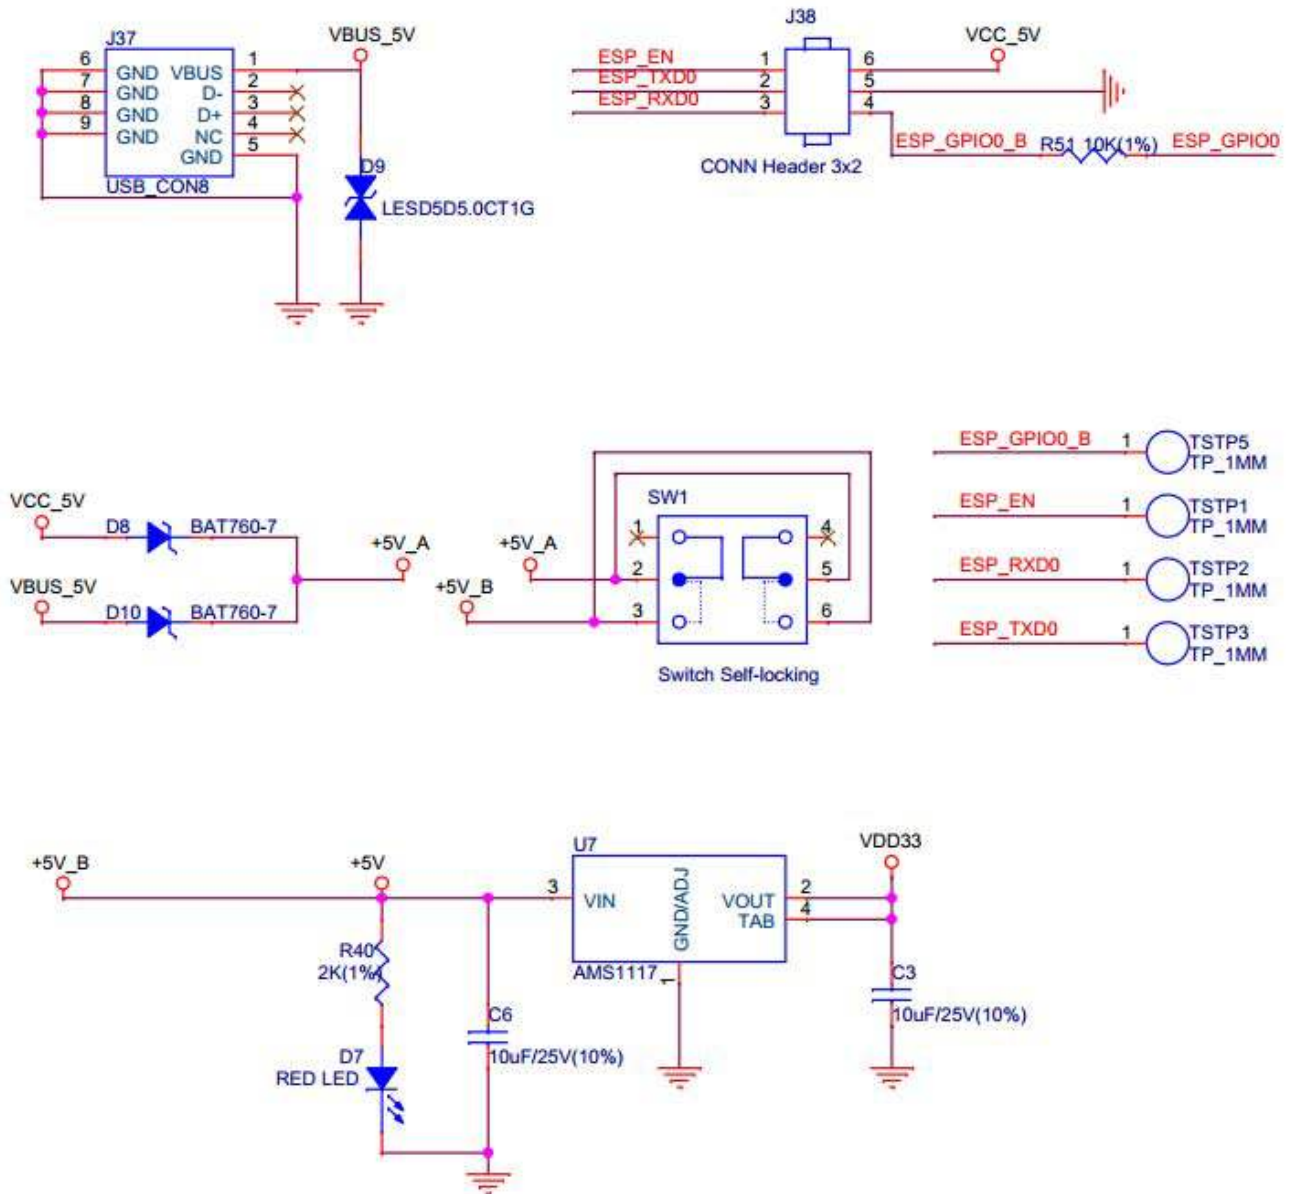 J37
VBUS_5V
6 GND VBUS 1
7 GND D- 2
8 GND D+ 3
9 GND NC 4
GND 5
USB_CON8
D9
LESD5D5.0CT1G
J38
VCC_5V
ESP_EN 1 6
ESP_TXD0 2 5
ESP_RXD0 3 4
ESP_GPIO0_B R51 10K(1%) ESP_GPIO0
CONN Header 3x2
VCC_5V
D8 BAT760-7
VBUS_5V
D10 BAT760-7
+5V_A
+5V_A
+5V_B
SW1
1 4
2 5
3 6
Switch Self-locking
ESP_GPIO0_B 1 TSTP5
TP_1MM
ESP_EN 1 TSTP1
TP_1MM
ESP_RXD0 1 TSTP2
TP_1MM
ESP_TXD0 1 TSTP3
TP_1MM
+5V_B
+5V
U7
VDD33
3 VIN GND/ADJ VOUT 2
TAB 4
AMS1117
1
R40
2K(1%)
C6
10uF/25V(10%)
D7
RED LED
C3
10uF/25V(10%)